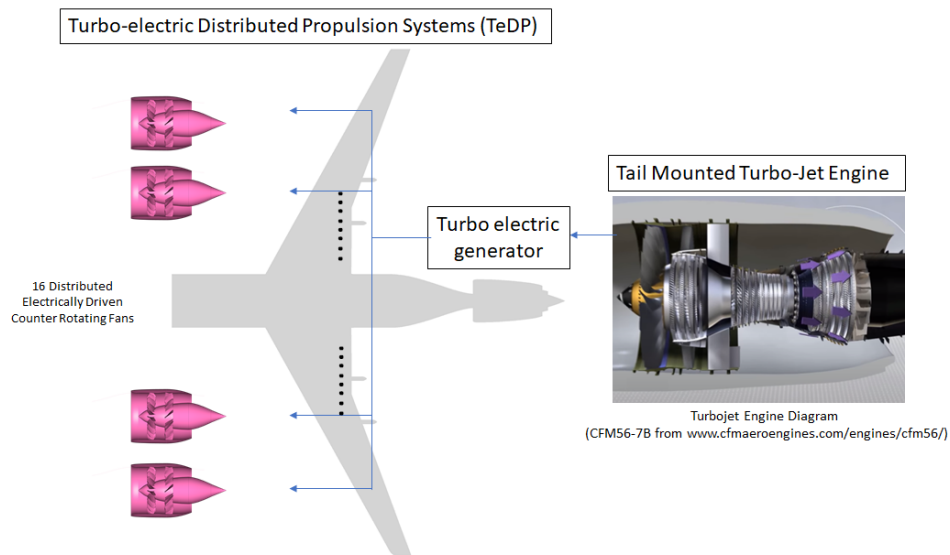 Turbo-electric Distributed Propulsion Systems (TeDP)
Tail Mounted Turbo-Jet Engine
Turbo electric
generator
16 Distributed
Electrically Driven
Counter Rotating Fans
Turbojet Engine Diagram
(CFM56-7B from www.cfmaeroengines.com/engines/cfm56/)